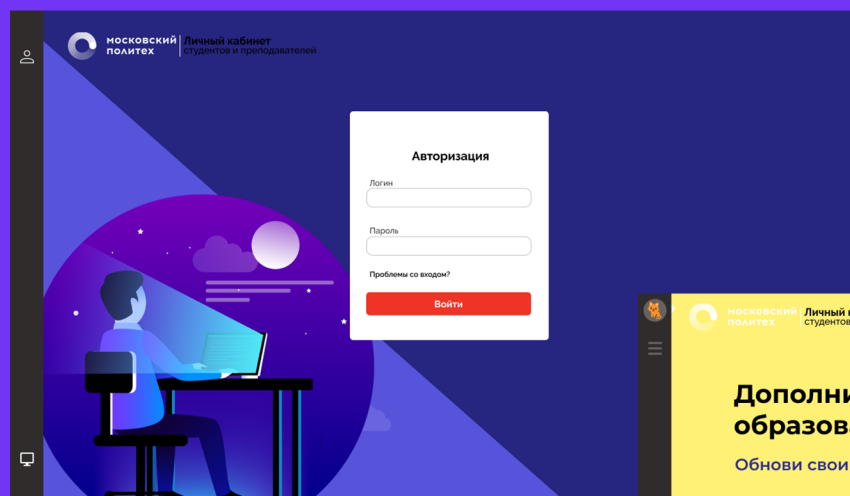 московский
политех
Личный кабинет
студентов и преподавателей
Авторизация
Логин
Пароль
Проблемы со входом?
Войти
московский
политех
Личный
студентов
Дополни
образов
Обнови свои